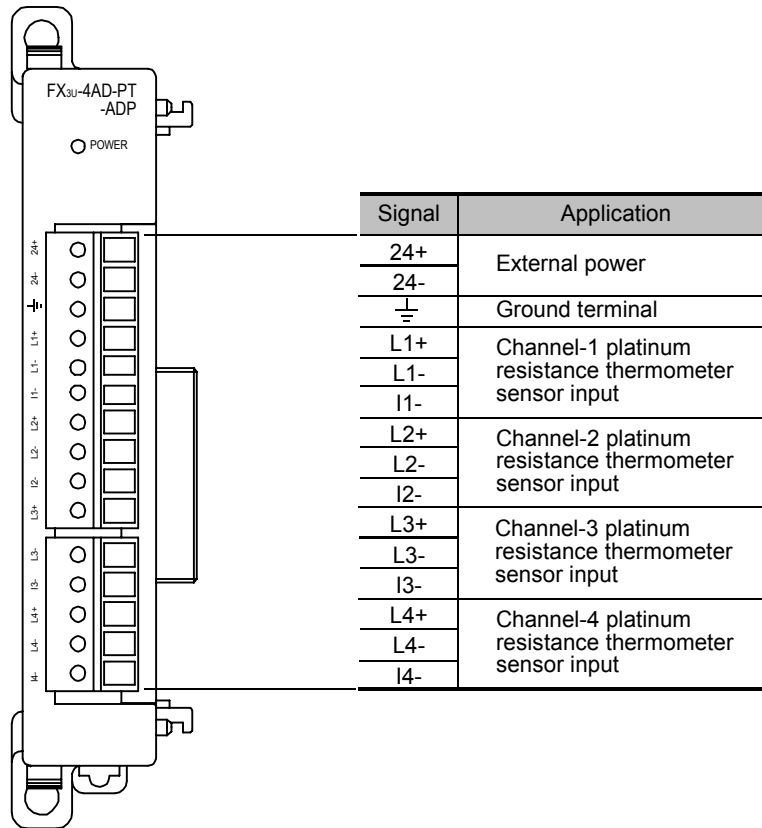 FX3U-4AD-PT
-ADP
POWER
24+
24-
L1+
L1-
I1-
L2+
L2-
I2-
L3+
L3-
I3-
L4+
L4-
I4-
Signal Application
24+
24-
External power
Ground terminal
L1+
L1-
I1-
Channel-1 platinum
resistance thermometer
sensor input
L2+
L2-
I2-
Channel-2 platinum
resistance thermometer
sensor input
L3+
L3-
I3-
Channel-3 platinum
resistance thermometer
sensor input
L4+
L4-
I4-
Channel-4 platinum
resistance thermometer
sensor input